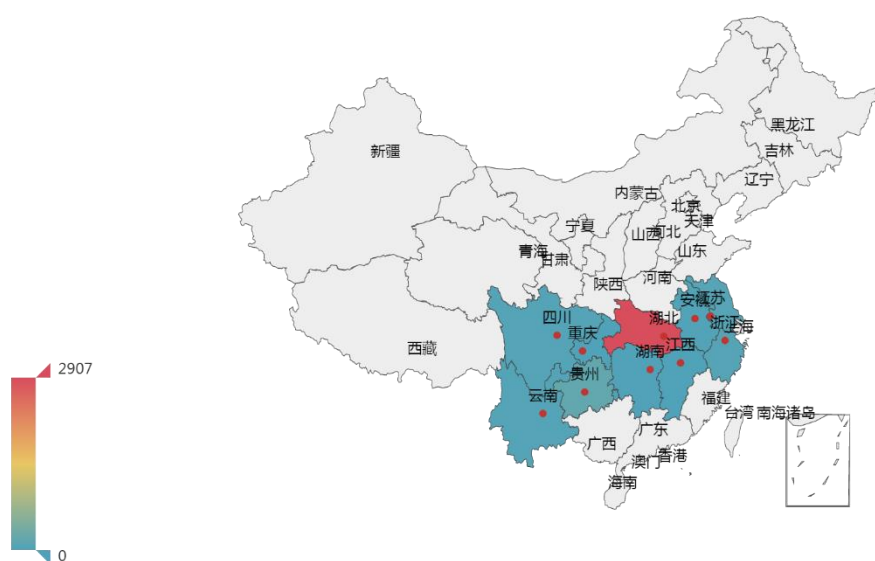 黑龙江
吉林
新疆
辽宁
内蒙古
北京
天津
宁夏
山西
河北
青海
甘肃
山东
河南
陕西
安徽
江苏
四川
重庆
湖北
浙江
上海
西藏
湖南
江西
2907
贵州
云南
福建
台湾
南海诸岛
广西
广东
澳门
香港
海南
0